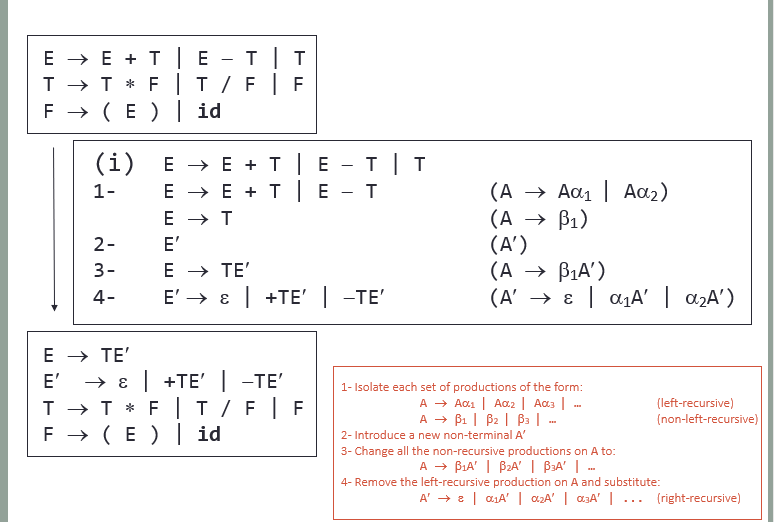 E → E + T | E – T | T
T → T * F | T / F | F
F → ( E ) | id
(i) E → E + T | E – T | T
1- E → E + T | E – T (A → Aα₁ | Aα₂)
E → T (A → β₁)
2- E′ (A′)
3- E → TE′ (A → β₁A′)
4- E′→ ε | +TE′ | –TE′ (A′ → ε | α₁A′ | α₂A′)
E → TE′
E′ → ε | +TE′ | –TE′
T → T * F | T / F | F
F → ( E ) | id
1- Isolate each set of productions of the form:
A → Aα₁ | Aα₂ | Aα₃ | … (left-recursive)
A → β₁ | β₂ | β₃ | … (non-left-recursive)
2- Introduce a new non-terminal A′
3- Change all the non-recursive productions on A to:
A → β₁A′ | β₂A′ | β₃A′ | …
4- Remove the left-recursive production on A and substitute:
A′ → ε | α₁A′ | α₂A′ | α₃A′ | ... (right-recursive)